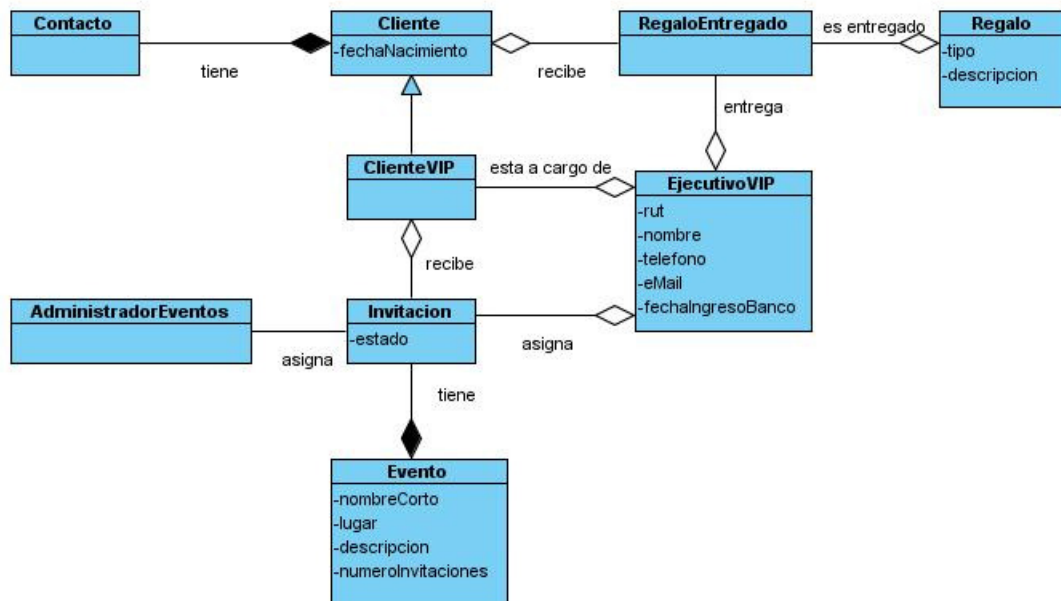 Contacto
tiene
Cliente
-fechaNacimiento
recibe
RegaloEntregado
es entregado
Regalo
-tipo
-descripcion
entrega
ClienteVIP
esta a cargo de
EjecutivoVIP
-rut
-nombre
-telefono
-eMail
-fechaIngresoBanco
recibe
AdministradorEventos
asigna
Invitacion
-estado
asigna
tiene
Evento
-nombreCorto
-lugar
-descripcion
-numeroInvitaciones